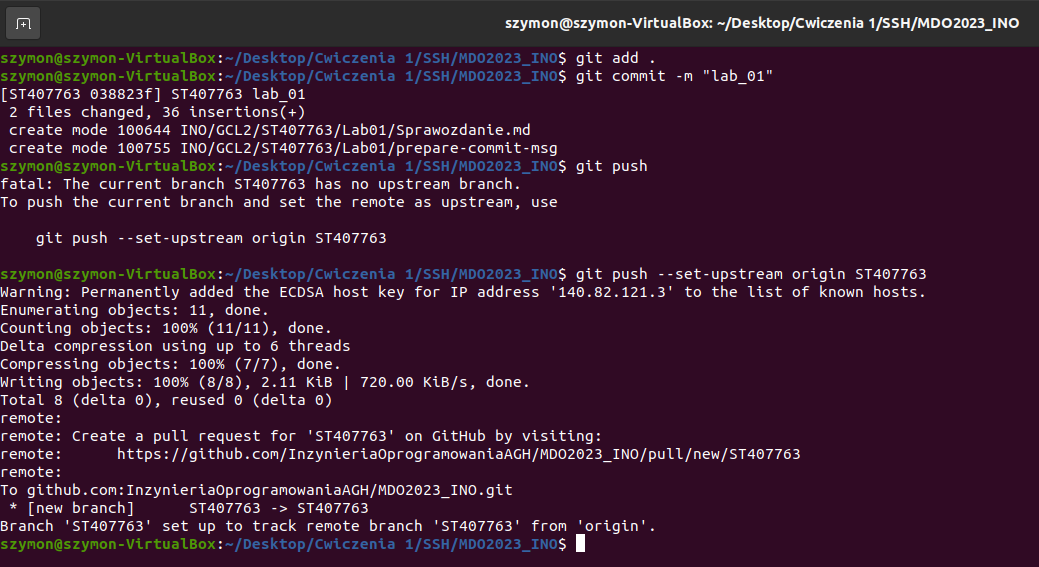 szymon@szymon-VirtualBox: ~/Desktop/Cwiczenia 1/SSH/MDO2023_INO
szymon@szymon-VirtualBox:~/Desktop/Cwiczenia 1/SSH/MDO2023_INO$ git add .
szymon@szymon-VirtualBox:~/Desktop/Cwiczenia 1/SSH/MDO2023_INO$ git commit -m "lab_01"
[ST407763 038823f] ST407763 lab_01
 2 files changed, 36 insertions(+)
 create mode 100644 INO/GCL2/ST407763/Lab01/Sprawozdanie.md
 create mode 100755 INO/GCL2/ST407763/Lab01/prepare-commit-msg
szymon@szymon-VirtualBox:~/Desktop/Cwiczenia 1/SSH/MDO2023_INO$ git push
fatal: The current branch ST407763 has no upstream branch.
To push the current branch and set the remote as upstream, use
    git push --set-upstream origin ST407763
szymon@szymon-VirtualBox:~/Desktop/Cwiczenia 1/SSH/MDO2023_INO$ git push --set-upstream origin ST407763
Warning: Permanently added the ECDSA host key for IP address '140.82.121.3' to the list of known hosts.
Enumerating objects: 11, done.
Counting objects: 100% (11/11), done.
Delta compression using up to 6 threads
Compressing objects: 100% (7/7), done.
Writing objects: 100% (8/8), 2.11 KiB | 720.00 KiB/s, done.
Total 8 (delta 0), reused 0 (delta 0)
remote:
remote: Create a pull request for 'ST407763' on GitHub by visiting:
remote:      https://github.com/InzynieriaOprogramowaniaAGH/MDO2023_INO/pull/new/ST407763
remote:
To github.com:InzynieriaOprogramowaniaAGH/MDO2023_INO.git
 * [new branch]      ST407763 -> ST407763
Branch 'ST407763' set up to track remote branch 'ST407763' from 'origin'.
szymon@szymon-VirtualBox:~/Desktop/Cwiczenia 1/SSH/MDO2023_INO$